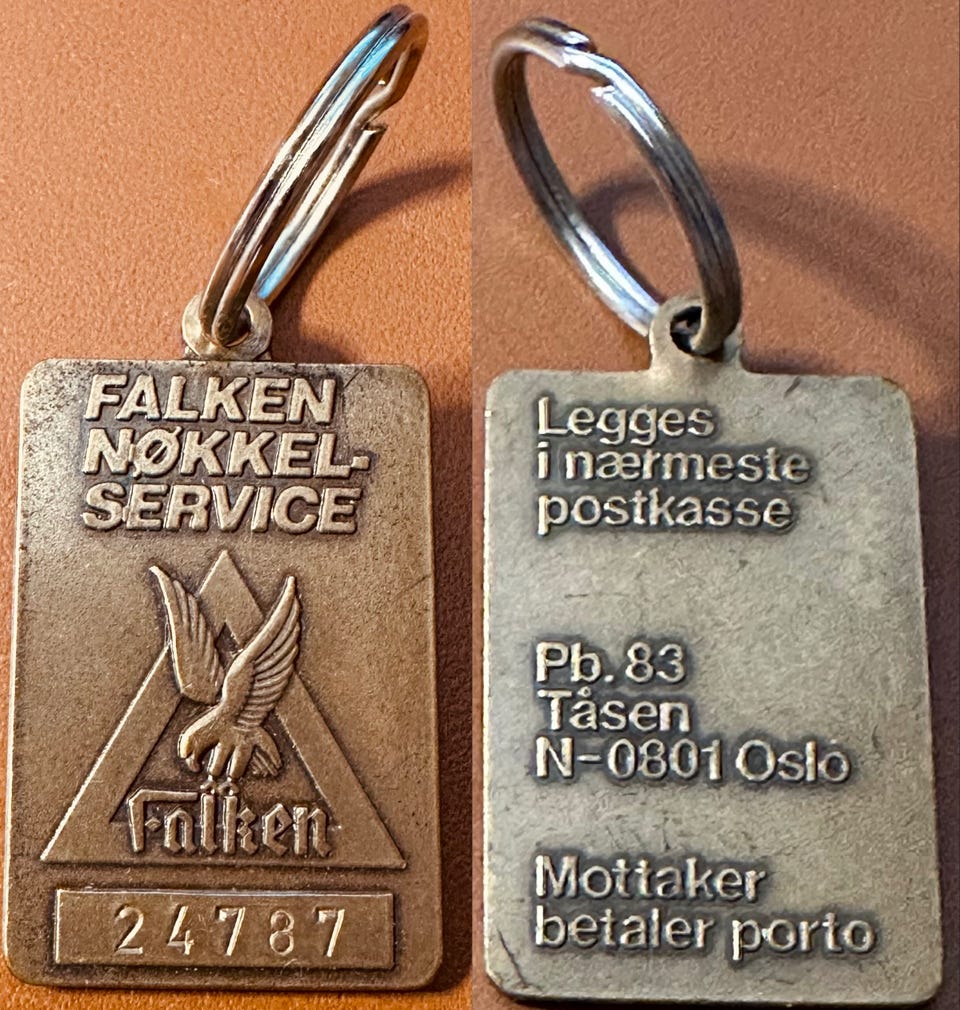 FALKEN
NØKKEL-
SERVICE
Falken
24787
Legges
i nærmeste
postkasse
Pb. 83
Tåsen
N-0801 Oslo
Mottaker
betaler porto